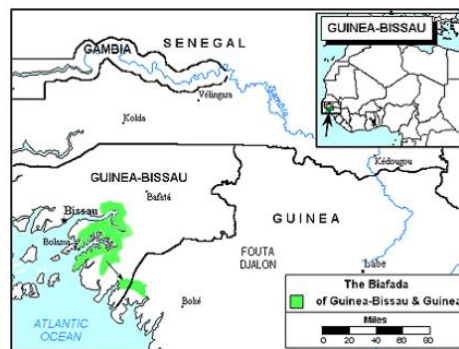 SENEGAL
GUINEA-BISSAU
GAMBIA
Vélingara
Gambia
Kolda
Kédougou
GUINEA-BISSAU
Bafatá
Bissau
GUINEA
Bolama
FOUTA
DJALON
Labe
Boké
The Biafada
of Guinea-Bissau & Guinea
Miles
0 20 40 60 80
ATLANTIC
OCEAN